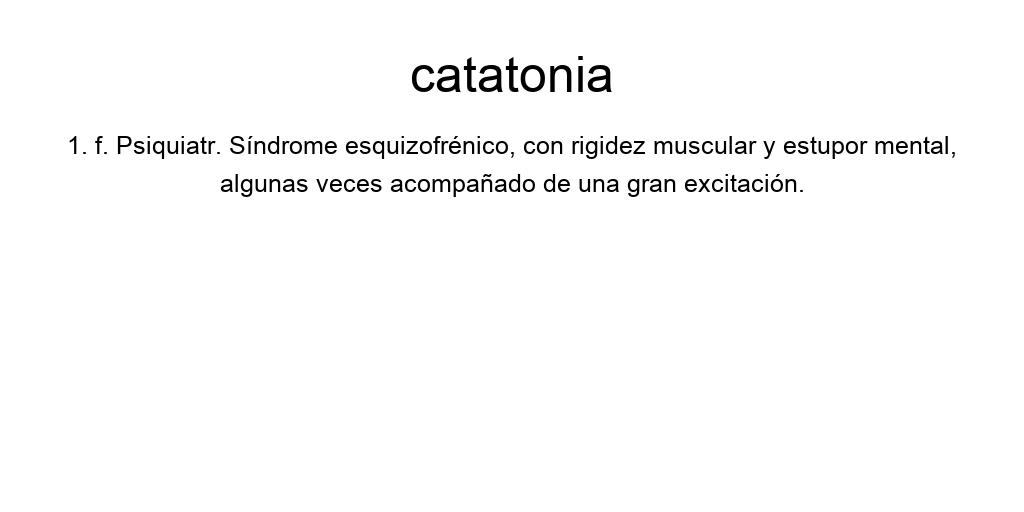 catatonia
1. f. Psiquiatr. Síndrome esquizofrénico, con rigidez muscular y estupor mental,
algunas veces acompañado de una gran excitación.